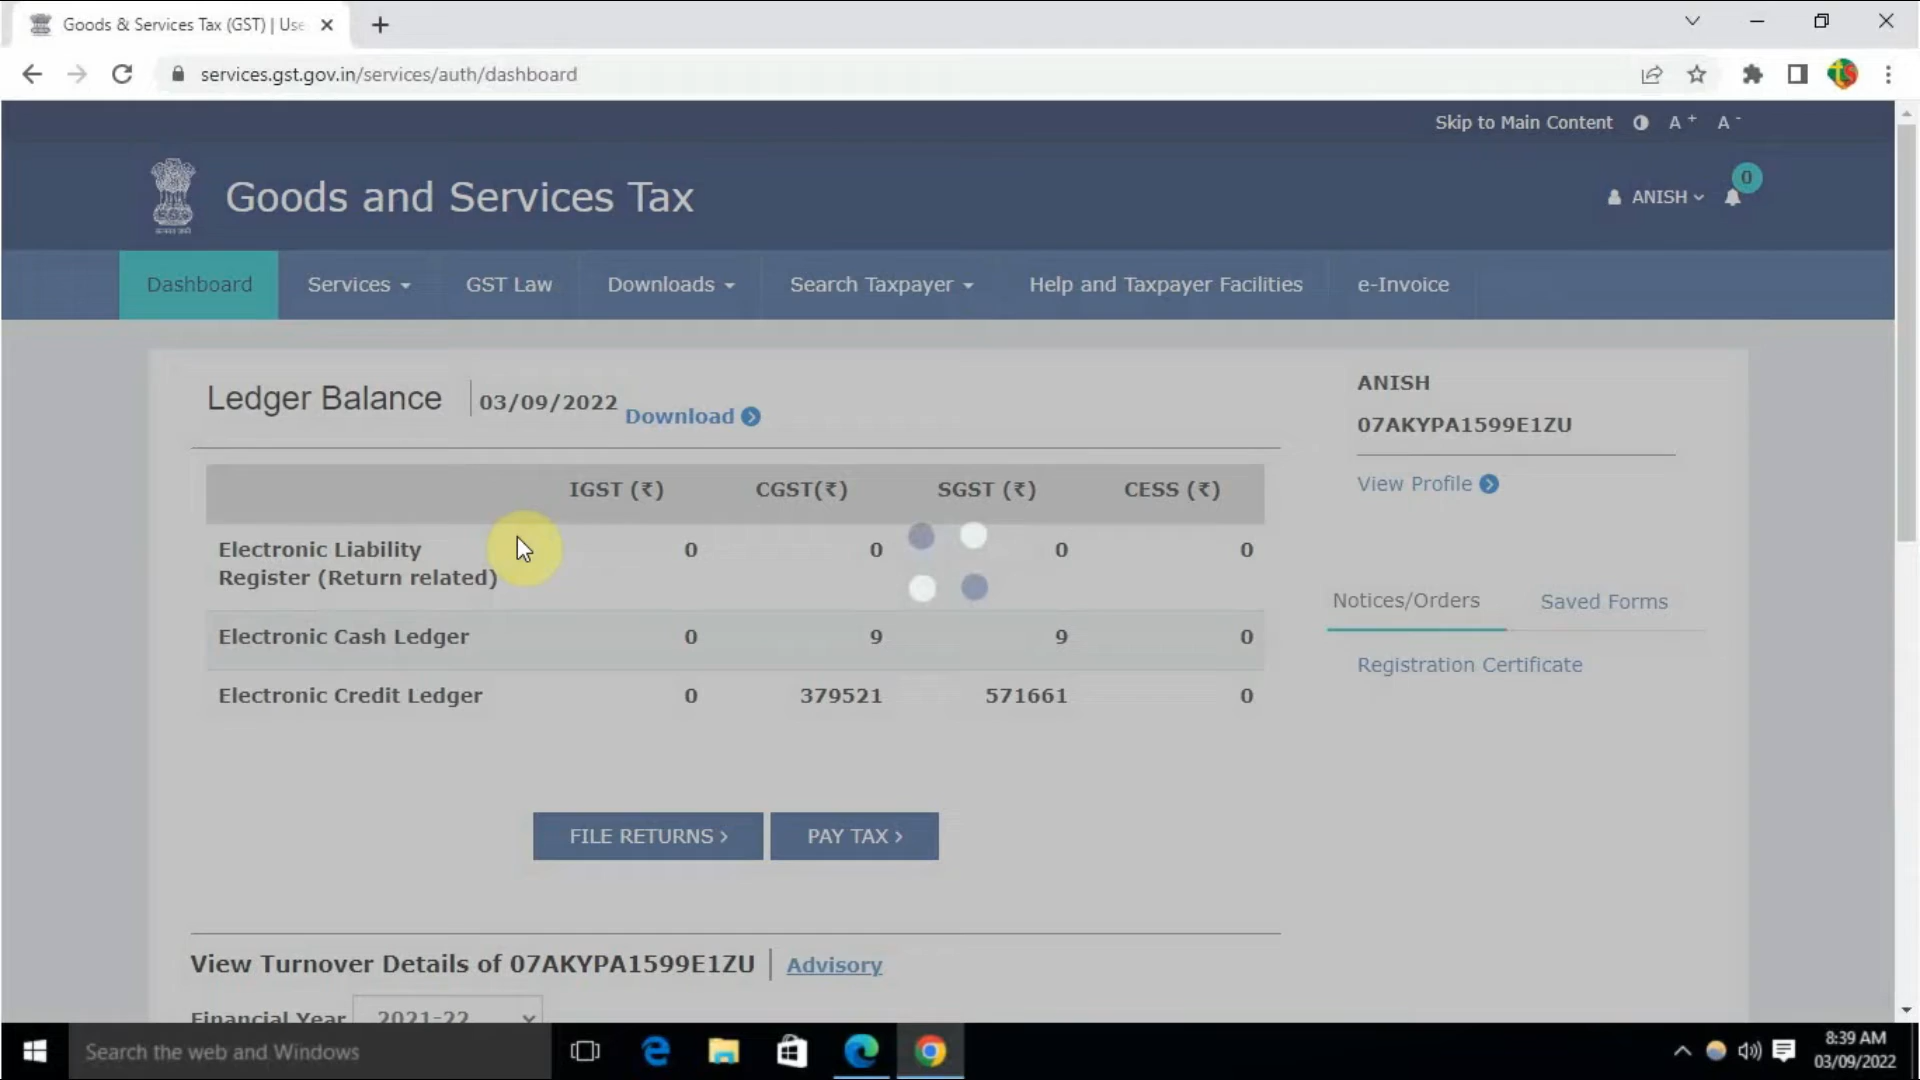 Goods & Services Tax (GST) | Use
services.gst.gov.in/services/auth/dashboard
Skip to Main Content A+ A-
Goods and Services Tax
ANISH 0
Dashboard Services GST Law Downloads Search Taxpayer Help and Taxpayer Facilities e-Invoice
Ledger Balance 03/09/2022 Download
IGST (₹) CGST(₹) SGST (₹) CESS (₹)
Electronic Liability Register (Return related) 0 0 0 0
Electronic Cash Ledger 0 9 9 0
Electronic Credit Ledger 0 379521 571661 0
FILE RETURNS > PAY TAX >
View Turnover Details of 07AKYPA1599E1ZU Advisory
Financial Year 2021-22
ANISH
07AKYPA1599E1ZU
View Profile
Notices/Orders Saved Forms
Registration Certificate
Search the web and Windows
8:39 AM
03/09/2022